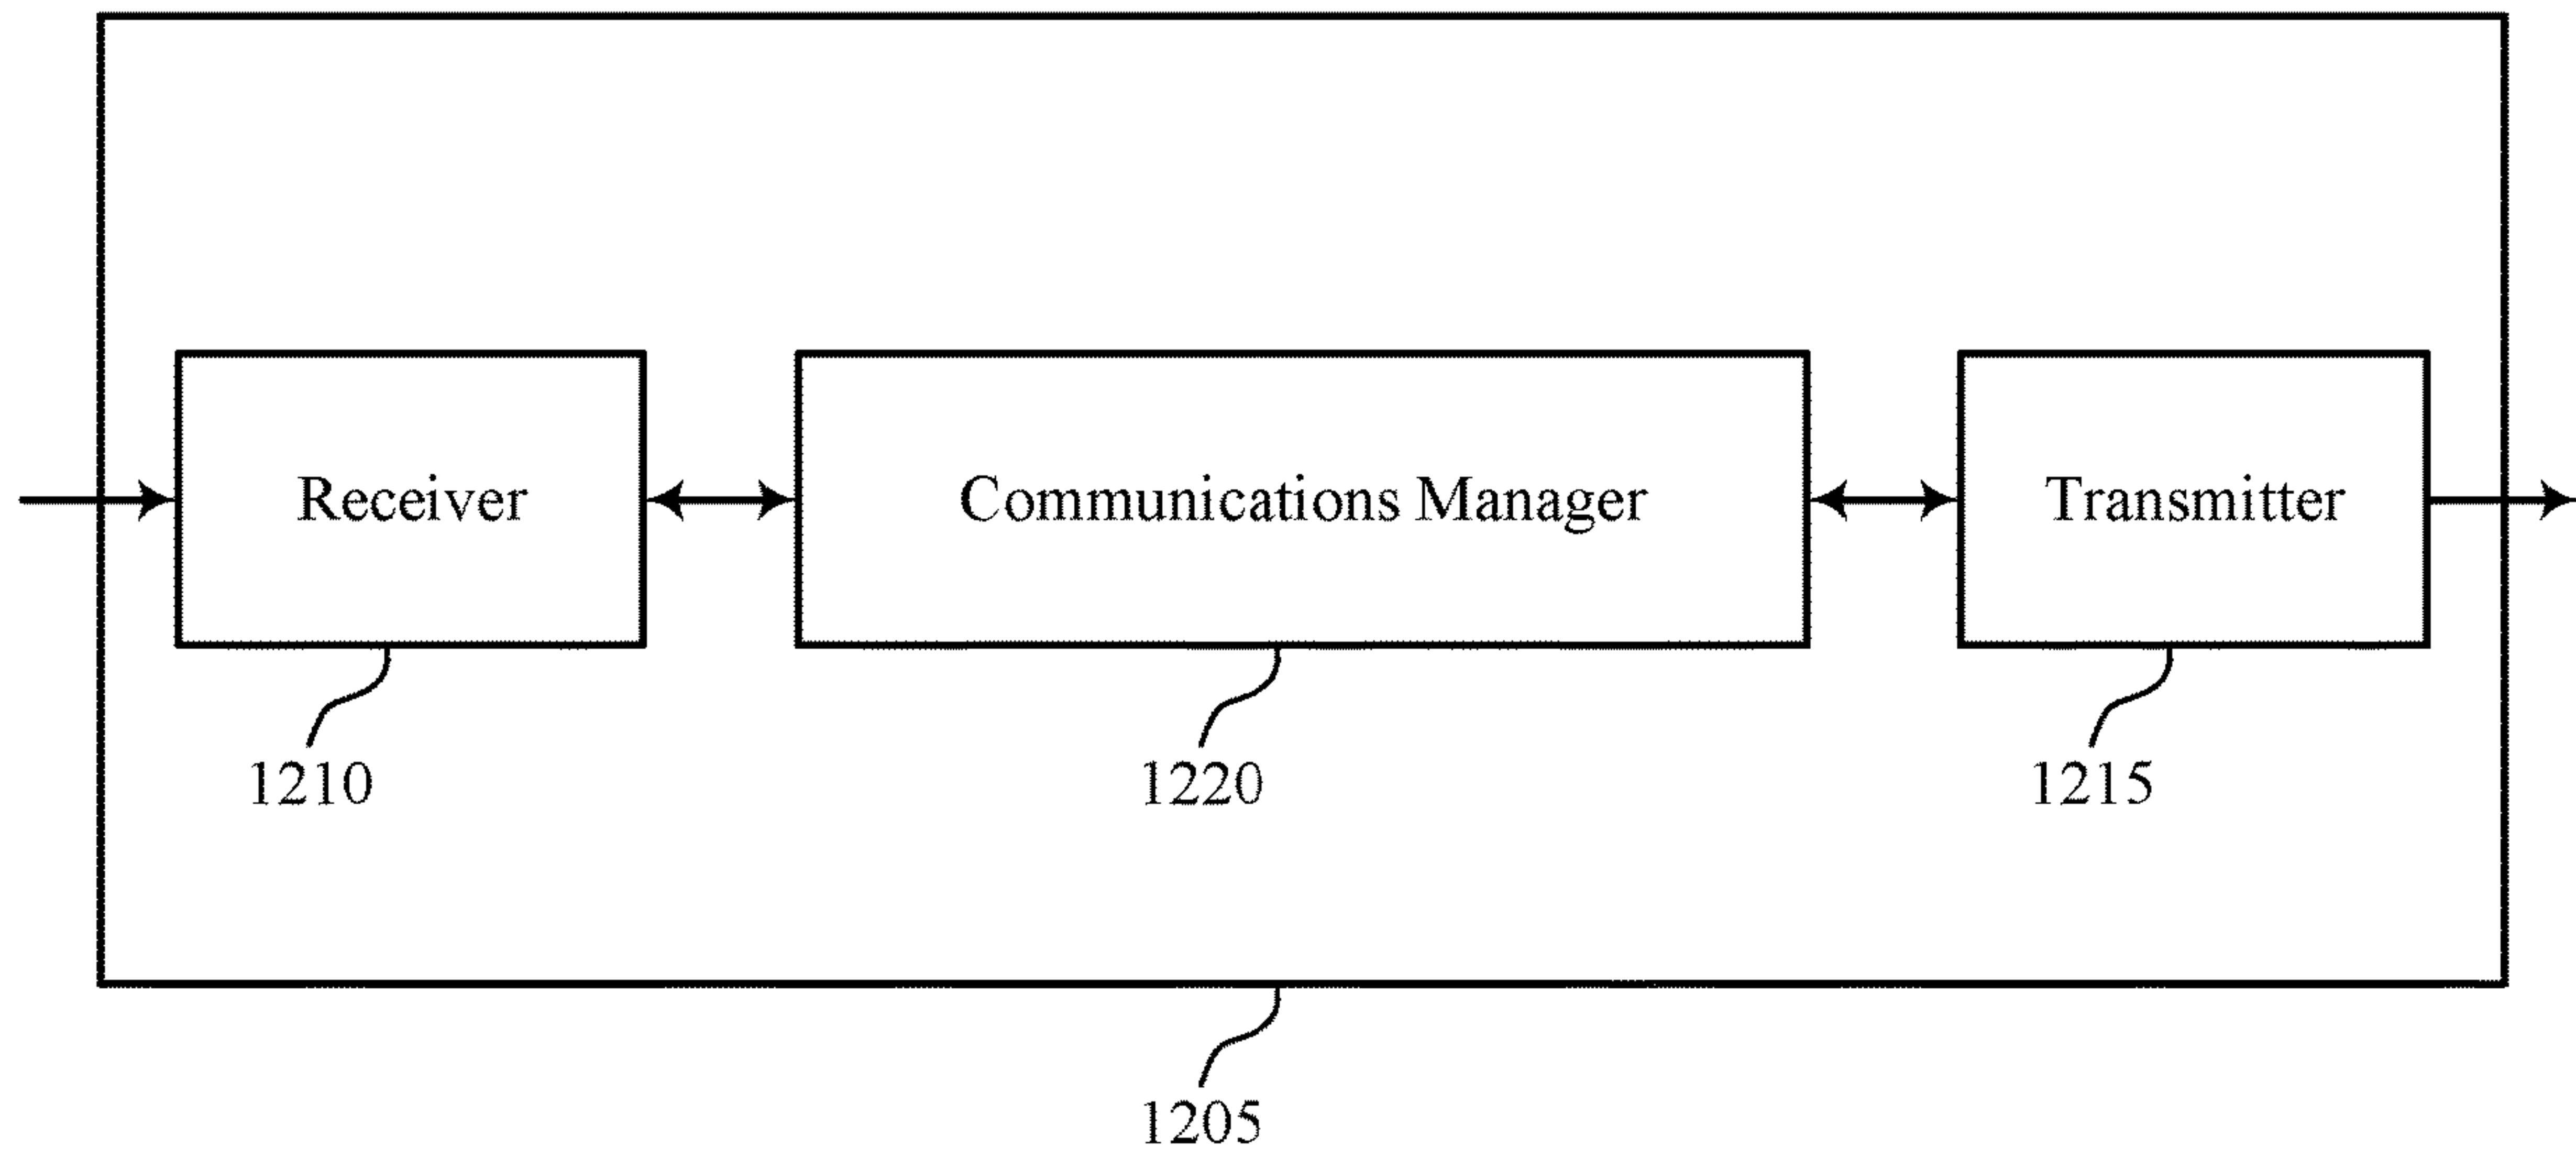 Receiver
Communications Manager
Transmitter
1210
1220
1215
1205